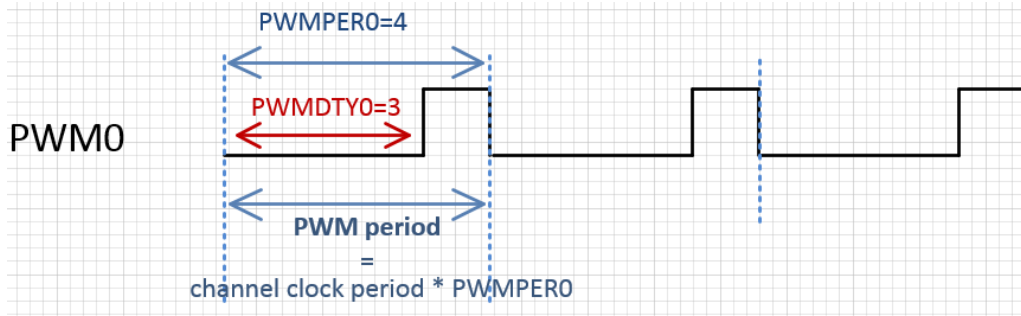 PWMPER0=4
PWMDTY0=3
PWM0
PWM period
=
channel clock period * PWMPER0